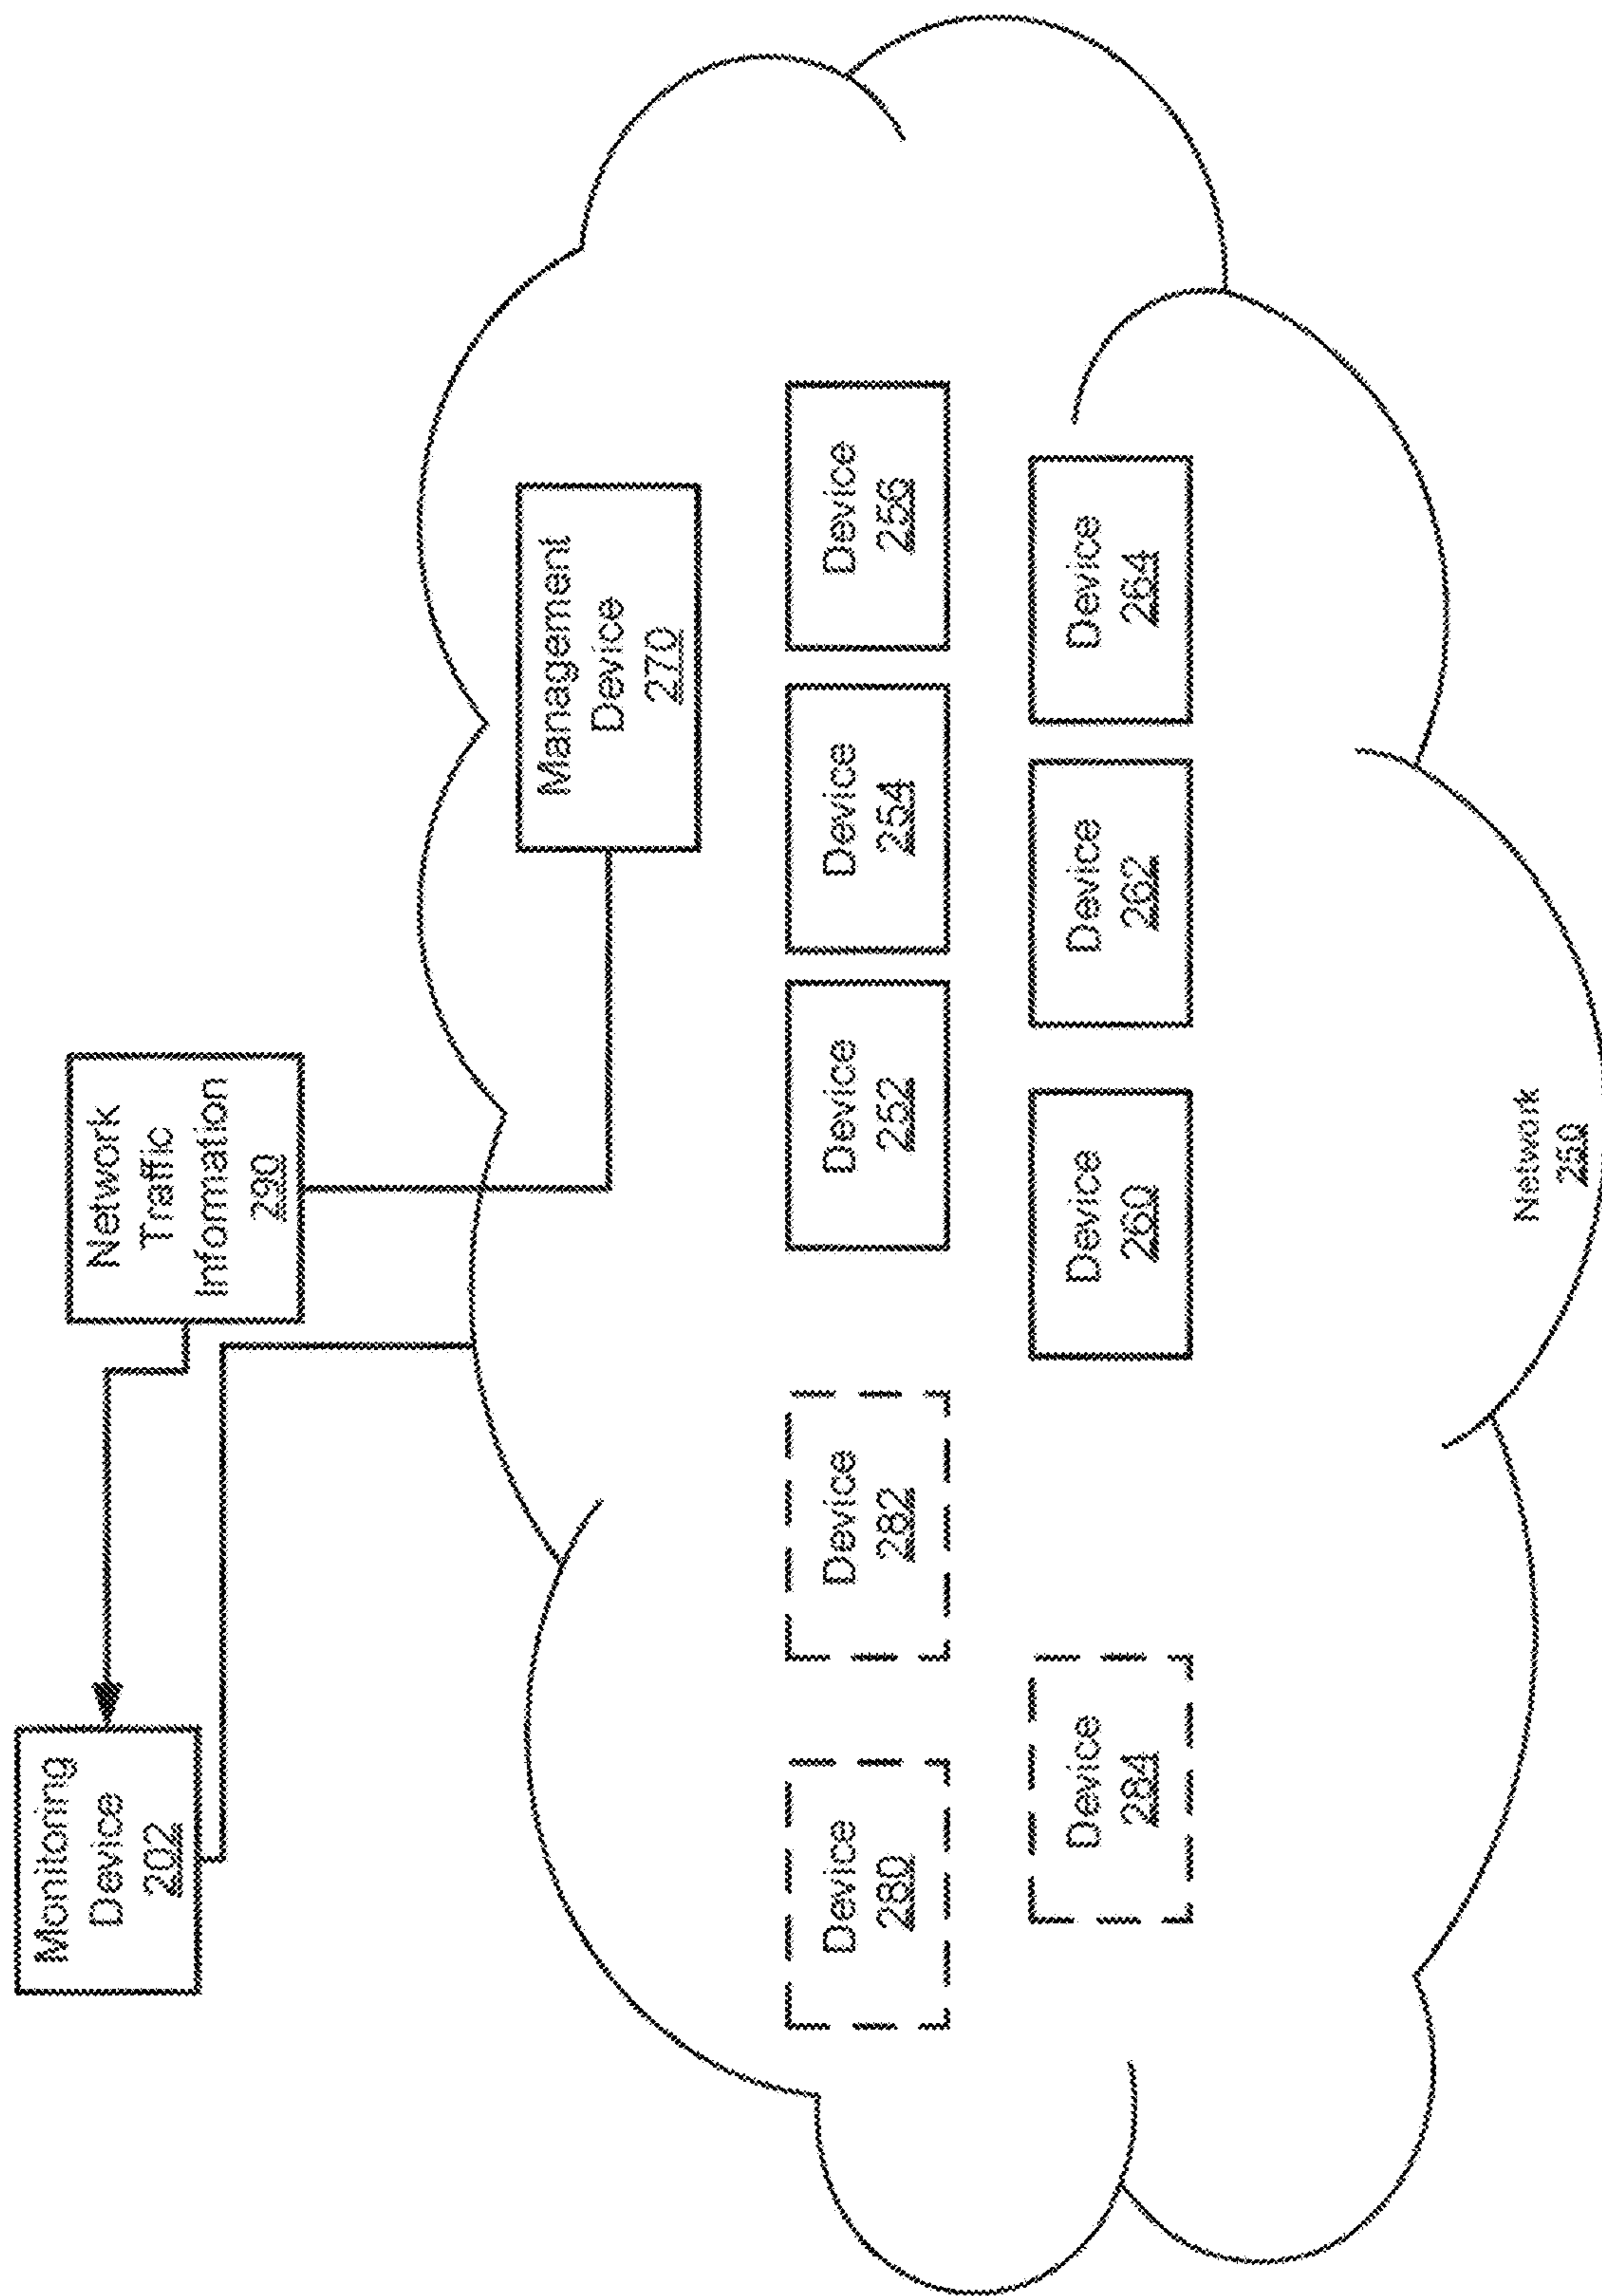 Monitoring
Device
202
Network
Traffic
Information
290
Management
Device
270
Device
280
Device
282
Device
252
Device
254
Device
256
Device
284
Device
260
Device
262
Device
264
Network
250